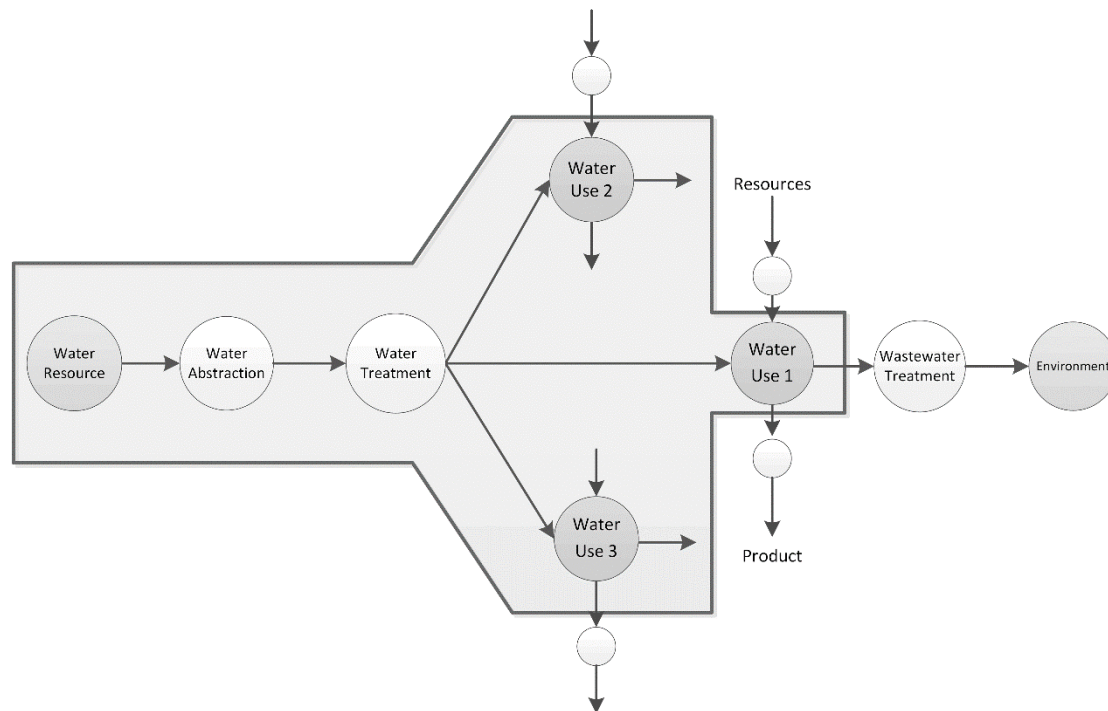 Water
Use 2
Resources
Water
Resource
Water
Abstraction
Water
Treatment
Water
Use 1
Wastewater
Treatment
Environment
Water
Use 3
Product